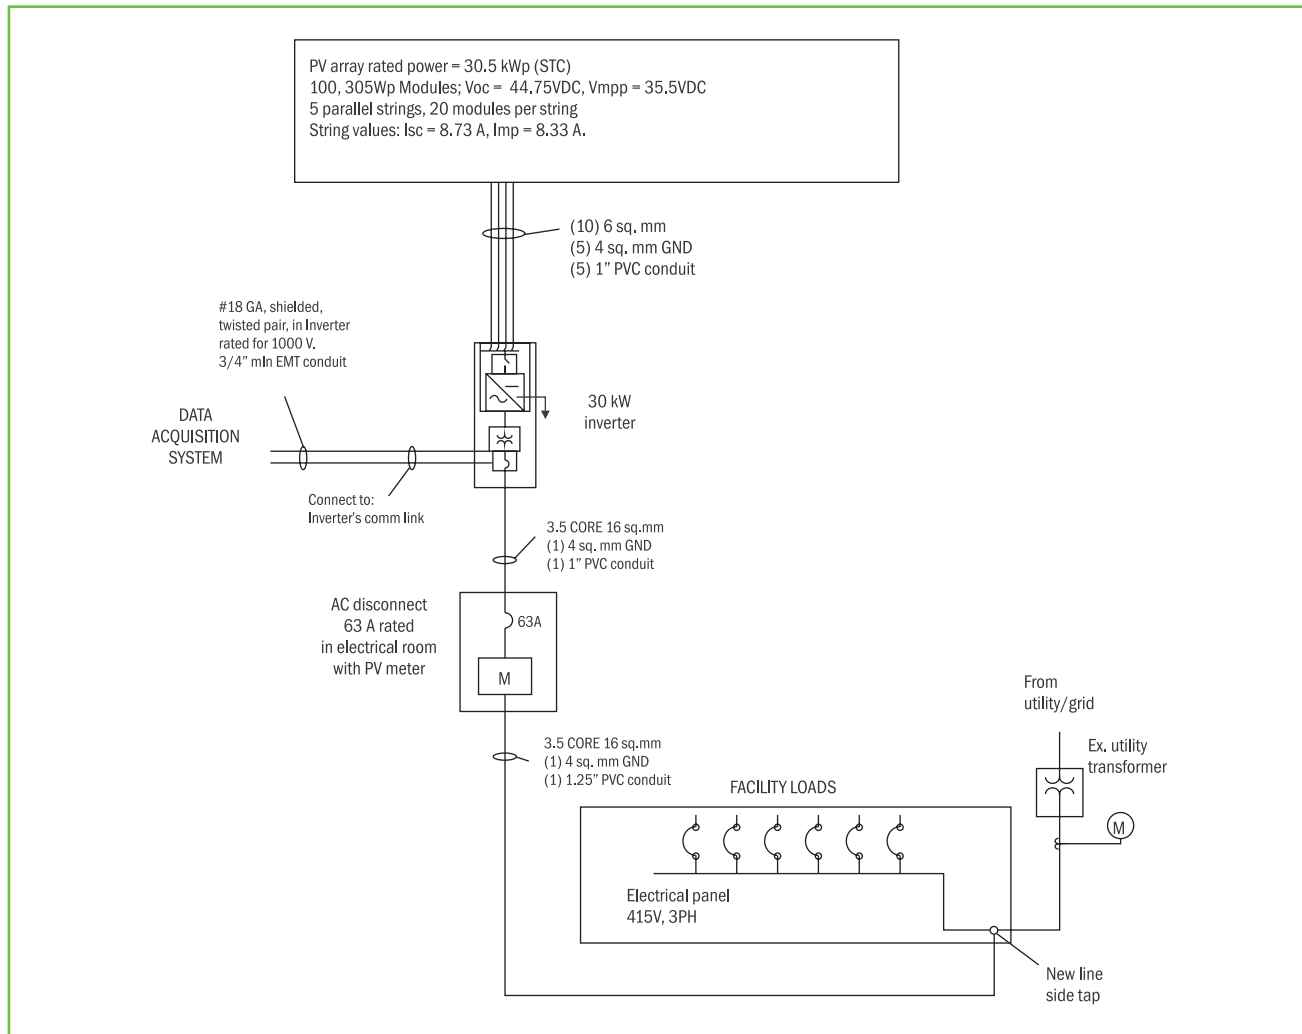 PV array rated power = 30.5 kWp (STC)
100, 305Wp Modules; Voc = 44.75VDC, Vmpp = 35.5VDC
5 parallel strings, 20 modules per string
String values: Isc = 8.73 A, Imp = 8.33 A.
(10) 6 sq. mm
(5) 4 sq. mm GND
(5) 1” PVC conduit
#18 GA, shielded,
twisted pair, in Inverter
rated for 1000 V.
3/4” mln EMT conduit
30 kW
inverter
DATA
ACQUISITION
SYSTEM
Connect to:
Inverter's comm link
3.5 CORE 16 sq.mm
(1) 4 sq. mm GND
(1) 1” PVC conduit
AC disconnect
63 A rated
in electrical room
with PV meter
63A
M
3.5 CORE 16 sq.mm
(1) 4 sq. mm GND
(1) 1.25” PVC conduit
From
utility/grid
Ex. utility
transformer
M
FACILITY LOADS
Electrical panel
415V, 3PH
New line
side tap